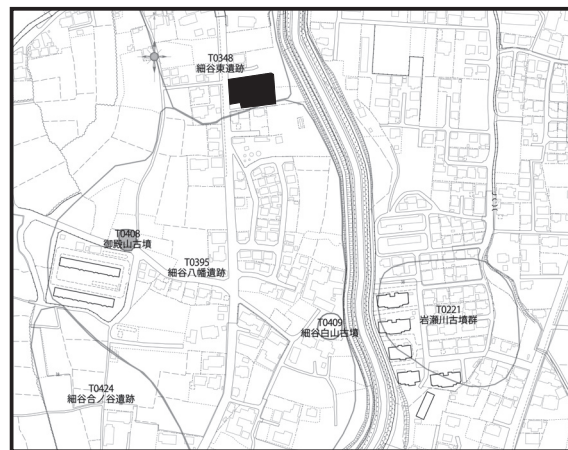 T0348
細谷東遺跡
T0408
御殿山古墳
T0395
細谷八幡遺跡
T0409
細谷白山古墳
T0221
岩瀬川古墳群
T0424
細谷合ノ谷遺跡